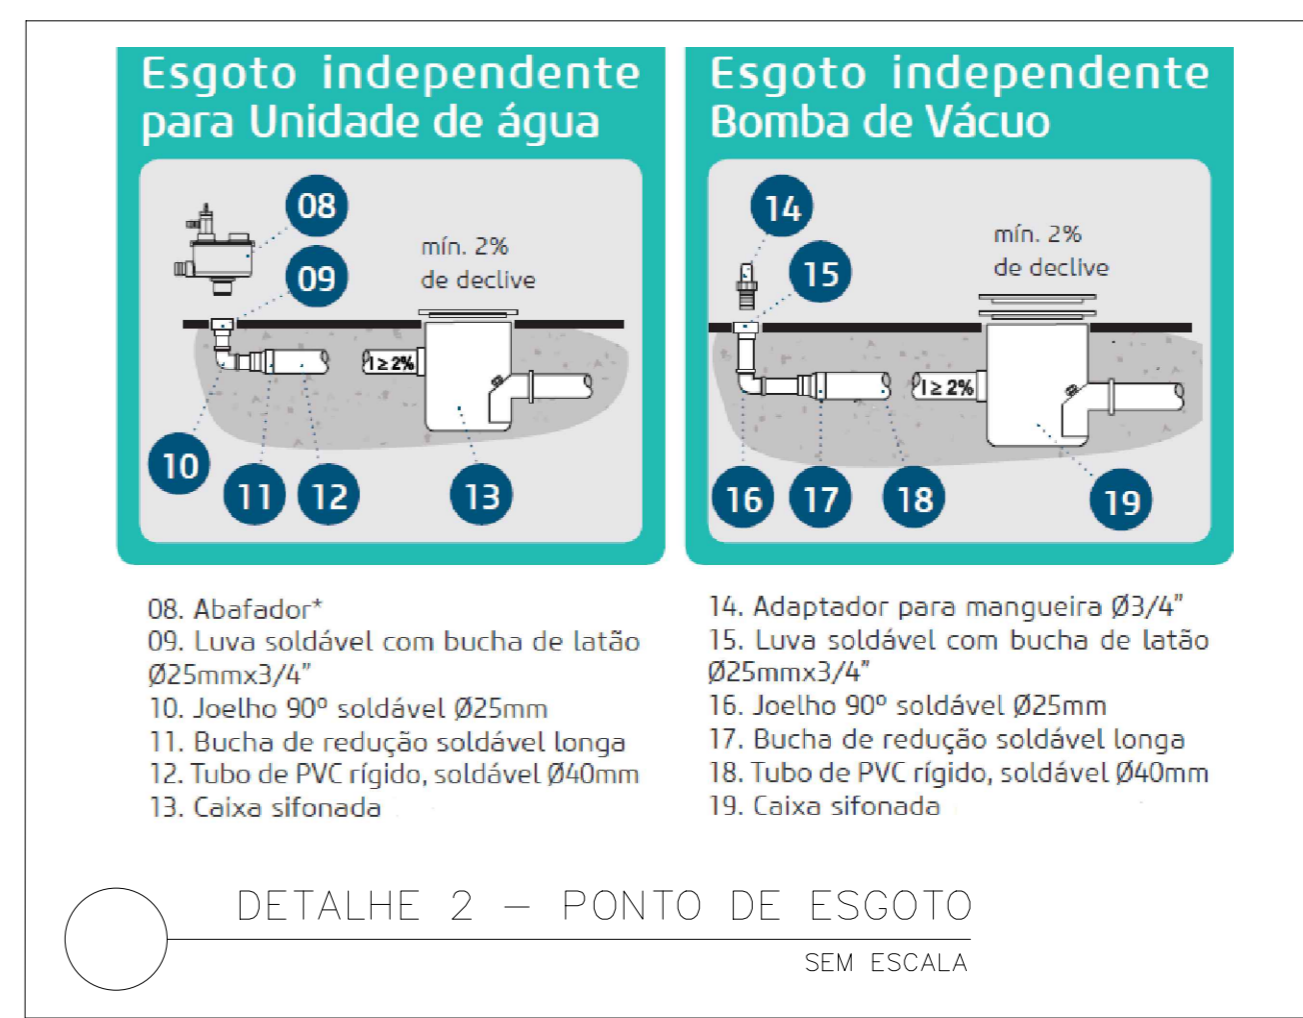 Esgoto independente
para Unidade de água
08
09
mín. 2%
de declive
I ≥ 2%
10
11
12
13
Esgoto independente
Bomba de Vácuo
14
15
mín. 2%
de declive
I ≥ 2%
16
17
18
19
08. Abafador*
09. Luva soldável com bucha de latão
Ø25mmx3/4"
10. Joelho 90º soldável Ø25mm
11. Bucha de redução soldável longa
12. Tubo de PVC rígido, soldável Ø40mm
13. Caixa sifonada
14. Adaptador para mangueira Ø3/4"
15. Luva soldável com bucha de latão
Ø25mmx3/4"
16. Joelho 90º soldável Ø25mm
17. Bucha de redução soldável longa
18. Tubo de PVC rígido, soldável Ø40mm
19. Caixa sifonada
DETALHE 2 – PONTO DE ESGOTO
SEM ESCALA